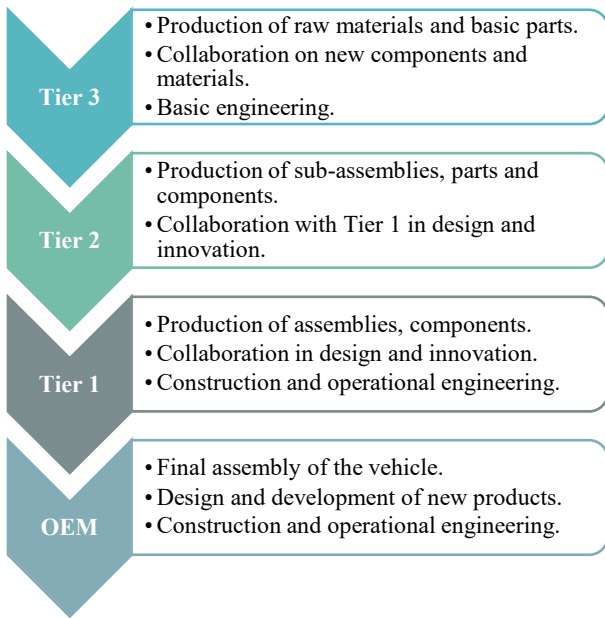 Tier 3
• Production of raw materials and basic parts.
• Collaboration on new components and
materials.
• Basic engineering.
Tier 2
• Production of sub-assemblies, parts and
components.
• Collaboration with Tier 1 in design and
innovation.
Tier 1
• Production of assemblies, components.
• Collaboration in design and innovation.
• Construction and operational engineering.
OEM
• Final assembly of the vehicle.
• Design and development of new products.
• Construction and operational engineering.